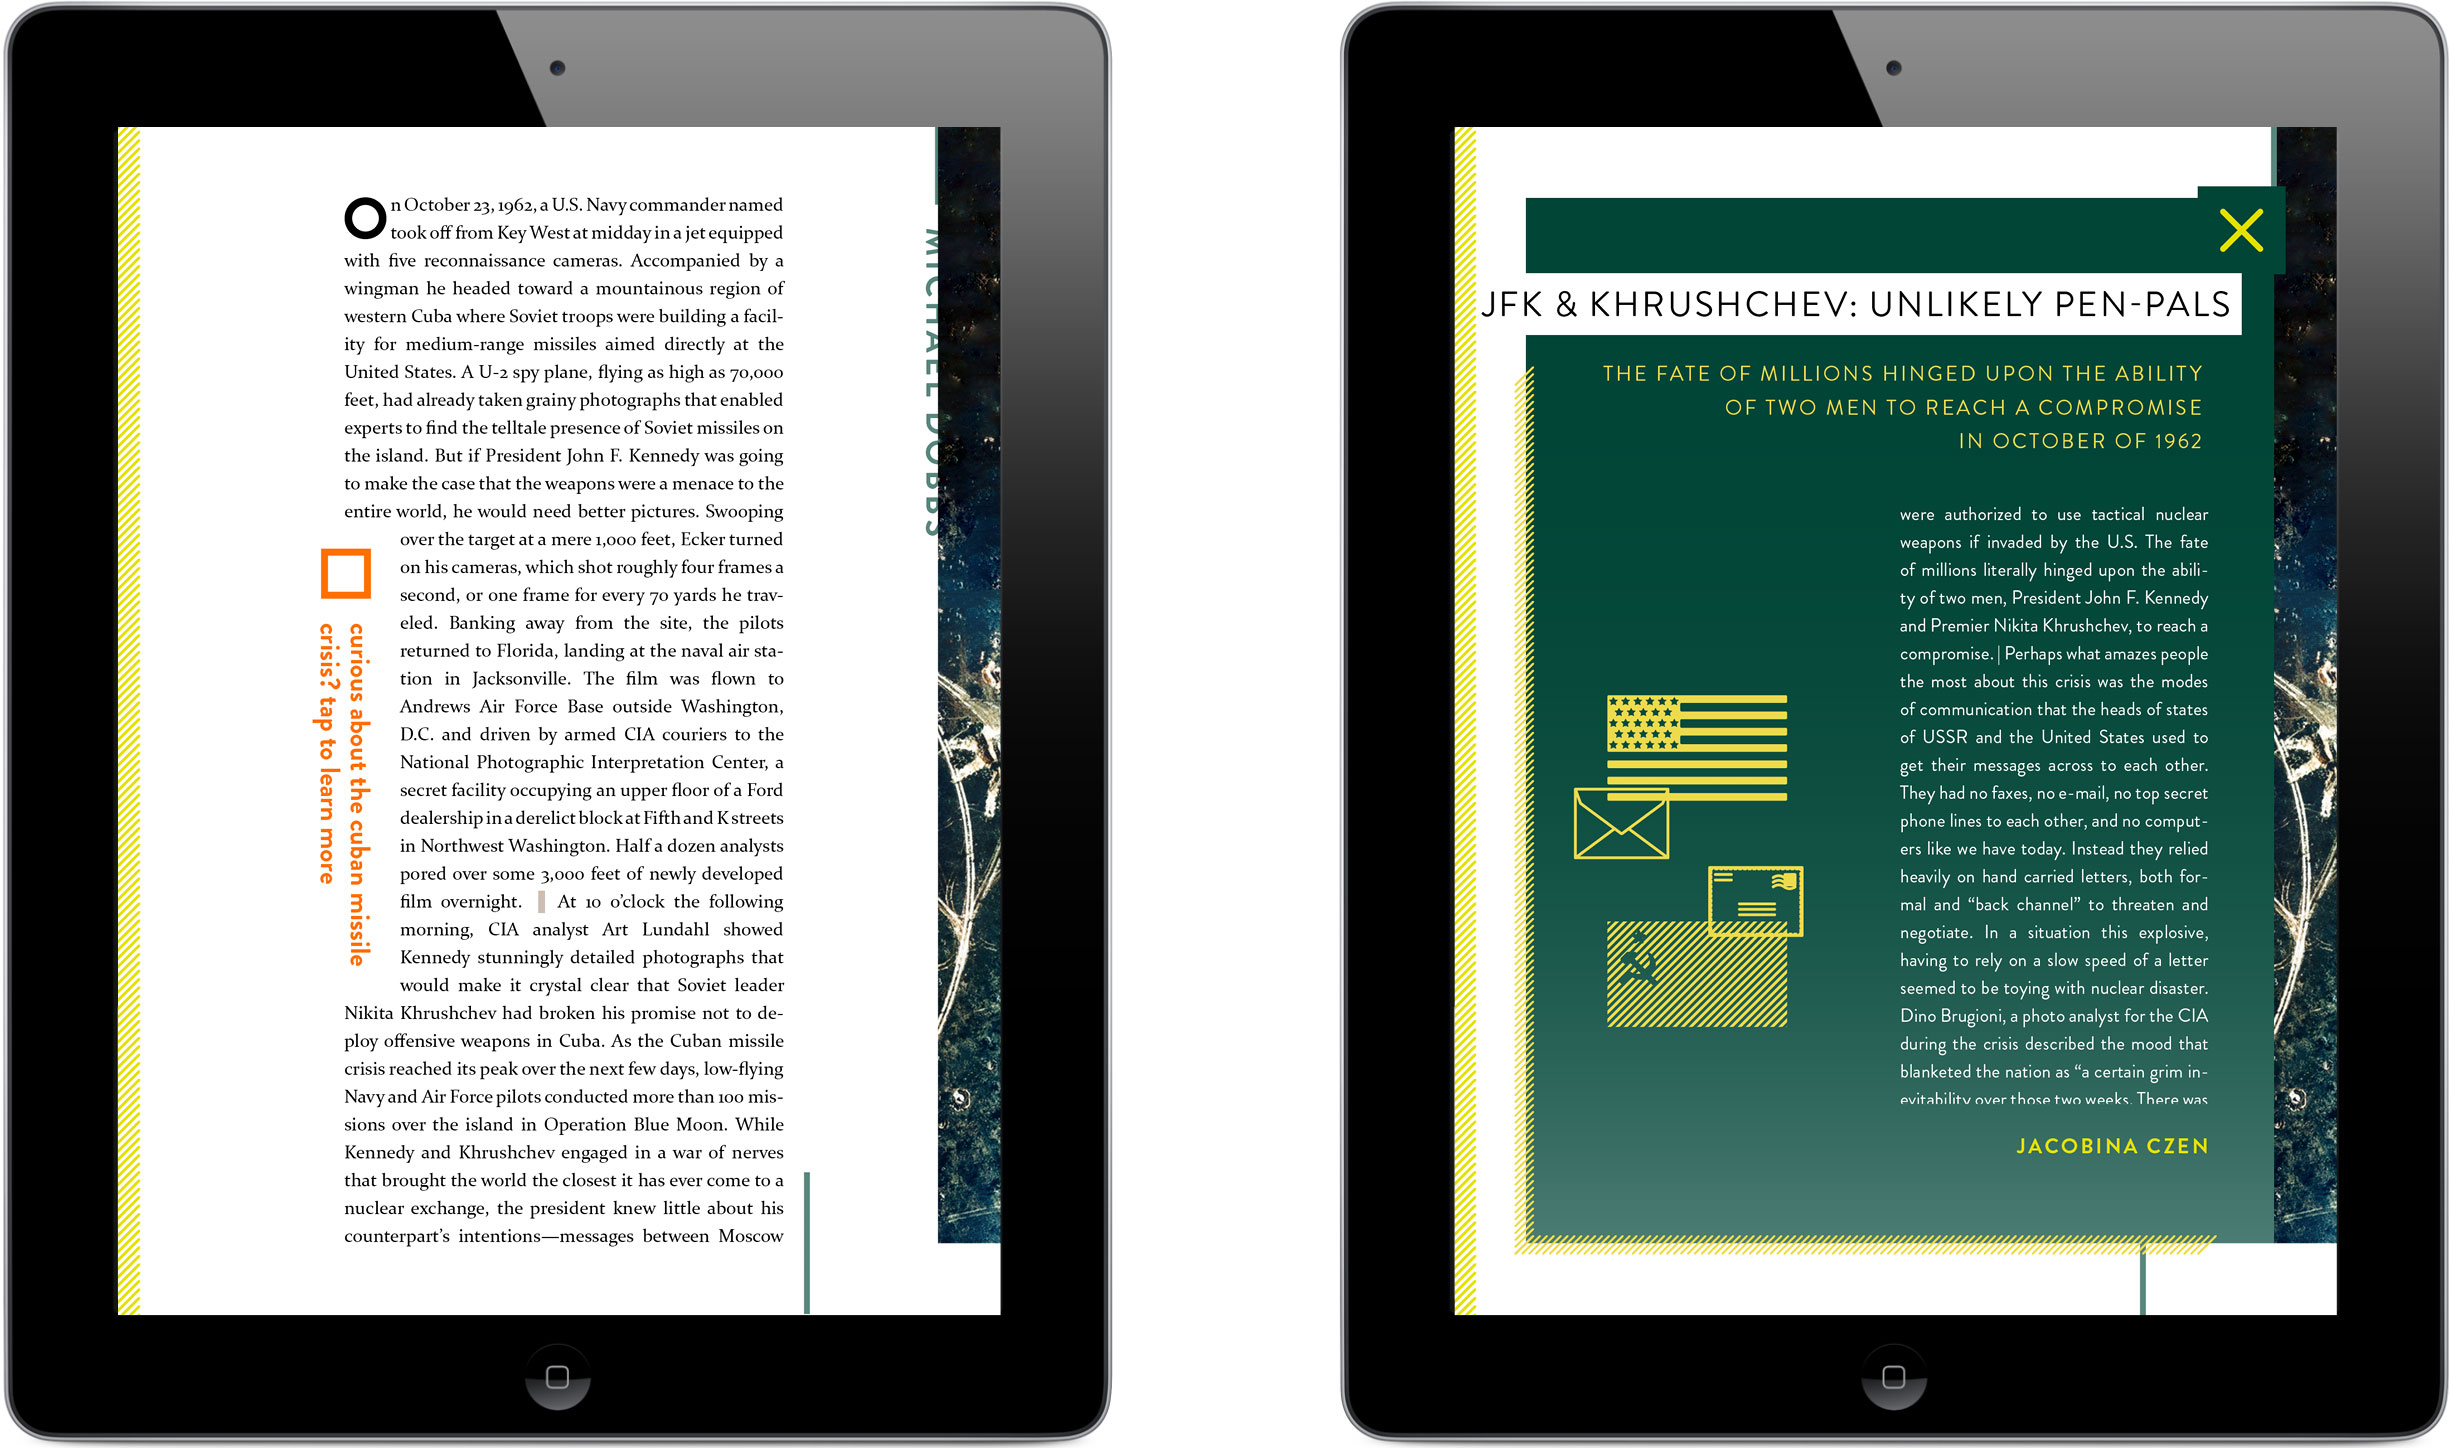 On October 23, 1962, a U.S. Navy commander named
took off from Key West at midday in a jet equipped
with five reconnaissance cameras. Accompanied by a
wingman he headed toward a mountainous region of
western Cuba where Soviet troops were building a facil-
ity for medium-range missiles aimed directly at the
United States. A U-2 spy plane, flying as high as 70,000
feet, had already taken grainy photographs that enabled
experts to find the telltale presence of Soviet missiles on
the island. But if President John F. Kennedy was going
to make the case that the weapons were a menace to the
entire world, he would need better pictures. Swooping
over the target at a mere 1,000 feet, Ecker turned
on his cameras, which shot roughly four frames a
second, or one frame for every 70 yards he trav-
eled. Banking away from the site, the pilots
returned to Florida, landing at the naval air sta-
tion in Jacksonville. The film was flown to
Andrews Air Force Base outside Washington,
D.C. and driven by armed CIA couriers to the
National Photographic Interpretation Center, a
secret facility occupying an upper floor of a Ford
dealership in a derelict block at Fifth and K streets
in Northwest Washington. Half a dozen analysts
pored over some 3,000 feet of newly developed
film overnight. At 10 o'clock the following
morning, CIA analyst Art Lundahl showed
Kennedy stunningly detailed photographs that
would make it crystal clear that Soviet leader
Nikita Khrushchev had broken his promise not to de-
ploy offensive weapons in Cuba. As the Cuban missile
crisis reached its peak over the next few days, low-flying
Navy and Air Force pilots conducted more than 100 mis-
sions over the island in Operation Blue Moon. While
Kennedy and Khrushchev engaged in a war of nerves
that brought the world the closest it has ever come to a
nuclear exchange, the president knew little about his
counterpart's intentions—messages between Moscow
curious about the cuban missile
crisis? tap to learn more
MICHAEL DOBBS
JFK & KHRUSHCHEV: UNLIKELY PEN-PALS
THE FATE OF MILLIONS HINGED UPON THE ABILITY
OF TWO MEN TO REACH A COMPROMISE
IN OCTOBER OF 1962
were authorized to use tactical nuclear
weapons if invaded by the U.S. The fate
of millions literally hinged upon the abili-
ty of two men, President John F. Kennedy
and Premier Nikita Khrushchev, to reach a
compromise. | Perhaps what amazes people
the most about this crisis was the modes
of communication that the heads of states
of USSR and the United States used to
get their messages across to each other.
They had no faxes, no e-mail, no top secret
phone lines to each other, and no comput-
ers like we have today. Instead they relied
heavily on hand carried letters, both for-
mal and “back channel” to threaten and
negotiate. In a situation this explosive,
having to rely on a slow speed of a letter
seemed to be toying with nuclear disaster.
Dino Brugioni, a photo analyst for the CIA
during the crisis described the mood that
blanketed the nation as “a certain grim in-
evitability over those two weeks. There was
JACOBINA CZEN